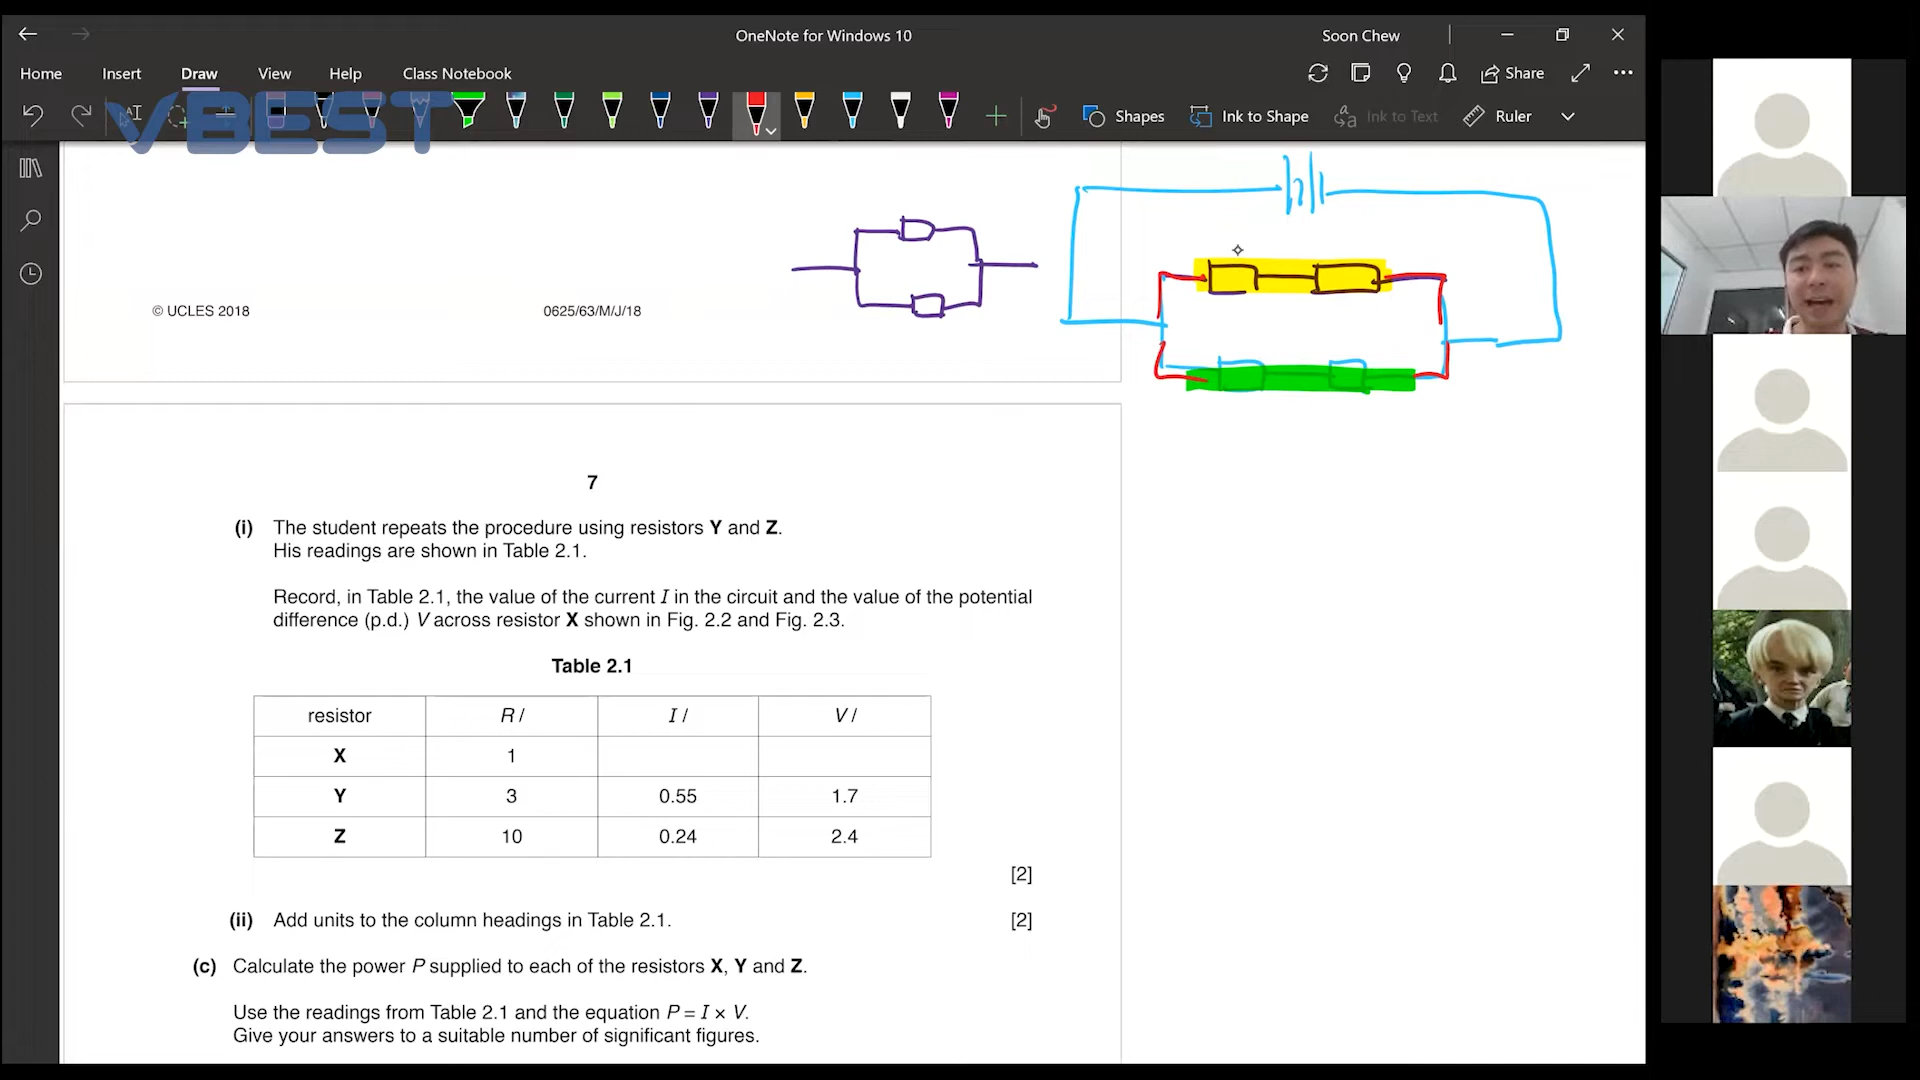 OneNote for Windows 10
Soon Chew
Home Insert Draw View Help Class Notebook
Share
VBEST
Shapes Ink to Shape Ink to Text Ruler
© UCLES 2018
0625/63/M/J/18
7
(i) The student repeats the procedure using resistors Y and Z.
His readings are shown in Table 2.1.
Record, in Table 2.1, the value of the current I in the circuit and the value of the potential
difference (p.d.) V across resistor X shown in Fig. 2.2 and Fig. 2.3.
Table 2.1
resistor R / I / V /
X 1
Y 3 0.55 1.7
Z 10 0.24 2.4
[2]
(ii) Add units to the column headings in Table 2.1. [2]
(c) Calculate the power P supplied to each of the resistors X, Y and Z.
Use the readings from Table 2.1 and the equation P = I × V.
Give your answers to a suitable number of significant figures.